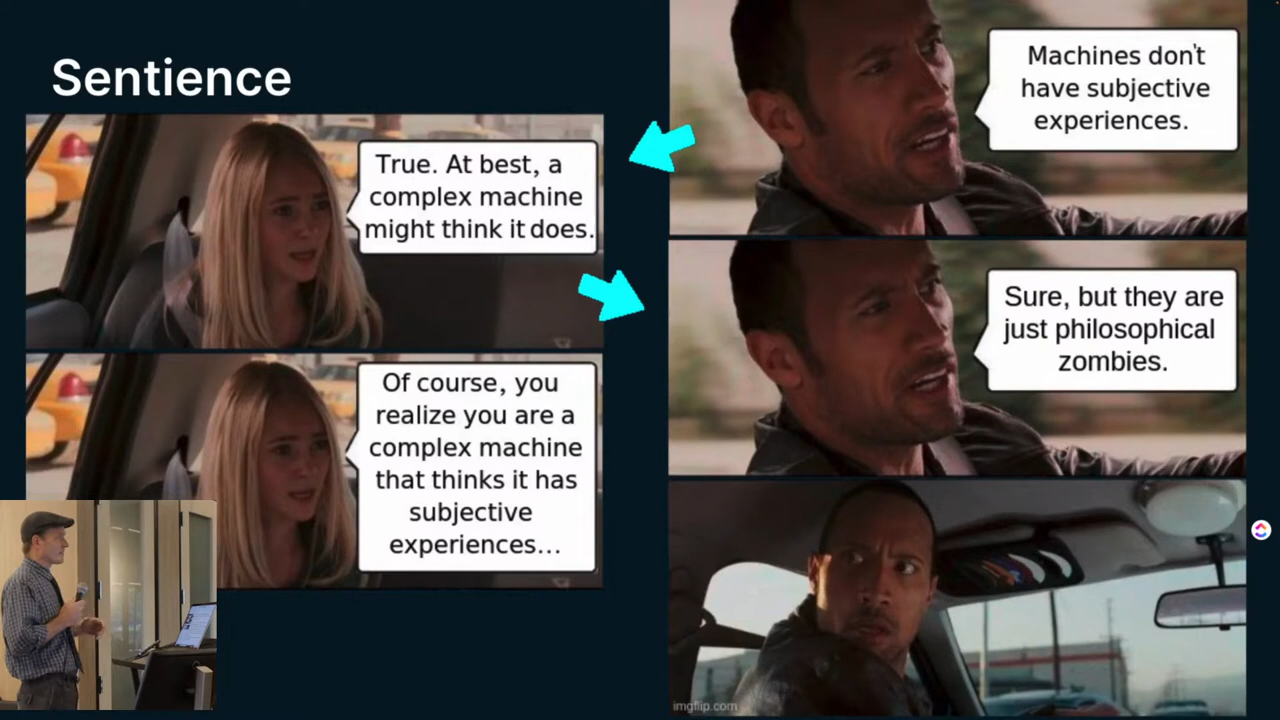 Sentience
Machines don't
have subjective
experiences.
True. At best, a
complex machine
might think it does.
Sure, but they are
just philosophical
zombies.
Of course, you
realize you are a
complex machine
that thinks it has
subjective
experiences...
imgflip.com